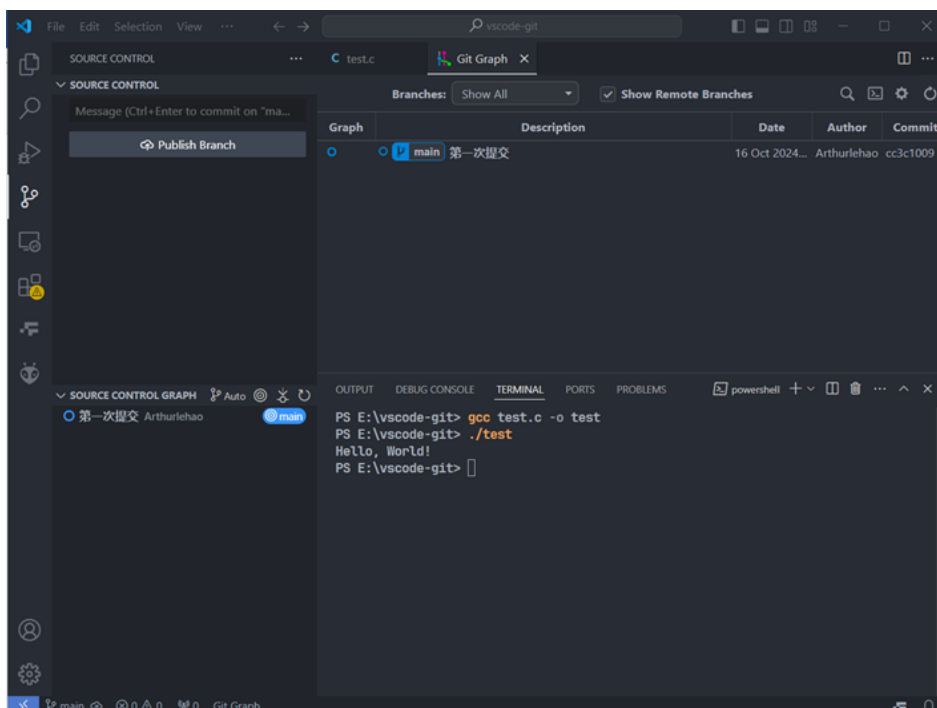 File Edit Selection View ··· vscode-git
SOURCE CONTROL ···
SOURCE CONTROL
Message (Ctrl+Enter to commit on "ma...
Publish Branch
test.c Git Graph
Branches: Show All Show Remote Branches
Graph Description Date Author Commit
main 第一次提交 16 Oct 2024... Arthurlehao cc3c1009
SOURCE CONTROL GRAPH Auto
第一次提交 Arthurlehao main
OUTPUT DEBUG CONSOLE TERMINAL PORTS PROBLEMS powershell
PS E:\vscode-git> gcc test.c -o test
PS E:\vscode-git> ./test
Hello, World!
PS E:\vscode-git>
main 0 0 0 Git Graph